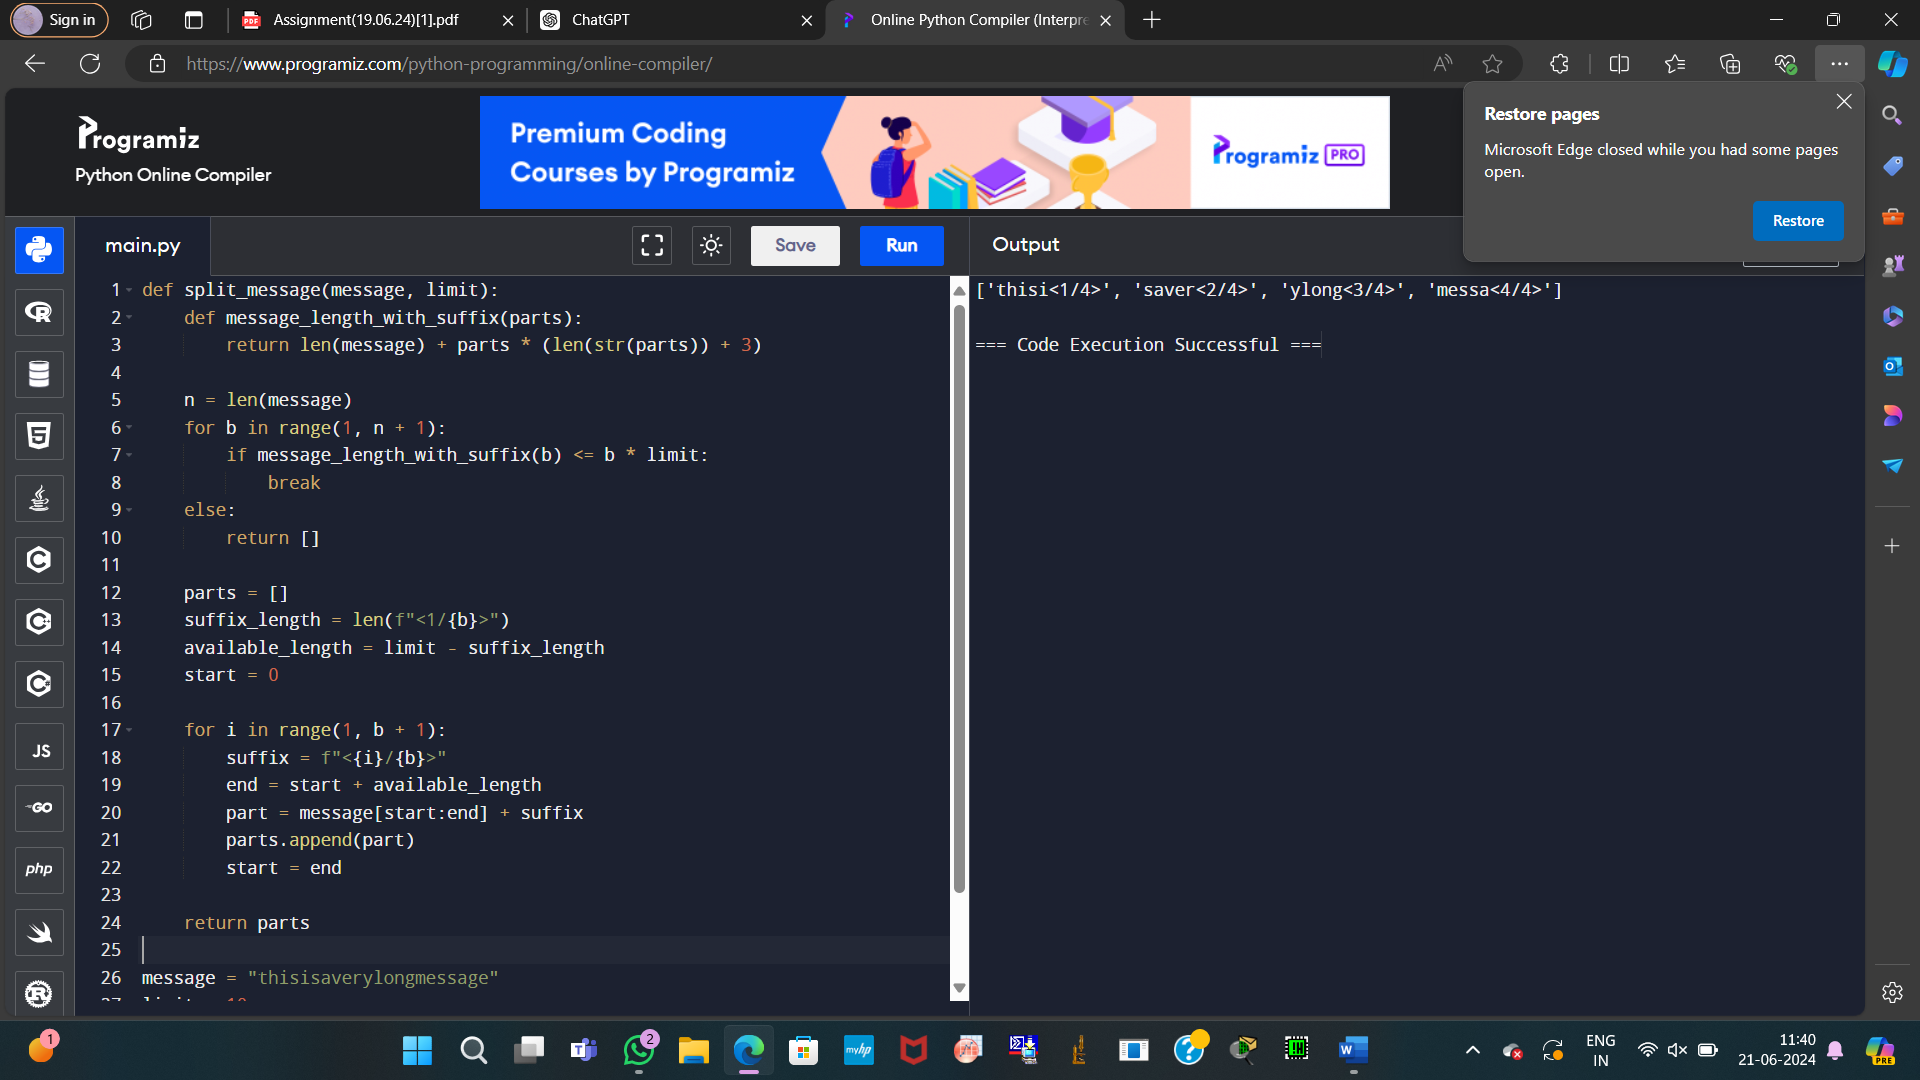 Sign in
Assignment(19.06.24)[1].pdf
ChatGPT
Online Python Compiler (Interpre
https://www.programiz.com/python-programming/online-compiler/
Restore pages
Microsoft Edge closed while you had some pages
open.
Restore
Programiz
Python Online Compiler
Premium Coding
Courses by Programiz
Programiz PRO
main.py
Save
Run
Output
1 def split_message(message, limit):
2 def message_length_with_suffix(parts):
3 return len(message) + parts * (len(str(parts)) + 3)
4
5 n = len(message)
6 for b in range(1, n + 1):
7 if message_length_with_suffix(b) <= b * limit:
8 break
9 else:
10 return []
11
12 parts = []
13 suffix_length = len(f"<1/{b}>")
14 available_length = limit - suffix_length
15 start = 0
16
17 for i in range(1, b + 1):
18 suffix = f"<{i}/{b}>"
19 end = start + available_length
20 part = message[start:end] + suffix
21 parts.append(part)
22 start = end
23
24 return parts
25
26 message = "thisisaverylongmessage"
['thisi<1/4>', 'saver<2/4>', 'ylong<3/4>', 'messa<4/4>']
=== Code Execution Successful ===
JS
GO
php
1
2
myhp
ENG
IN
11:40
21-06-2024
PRE